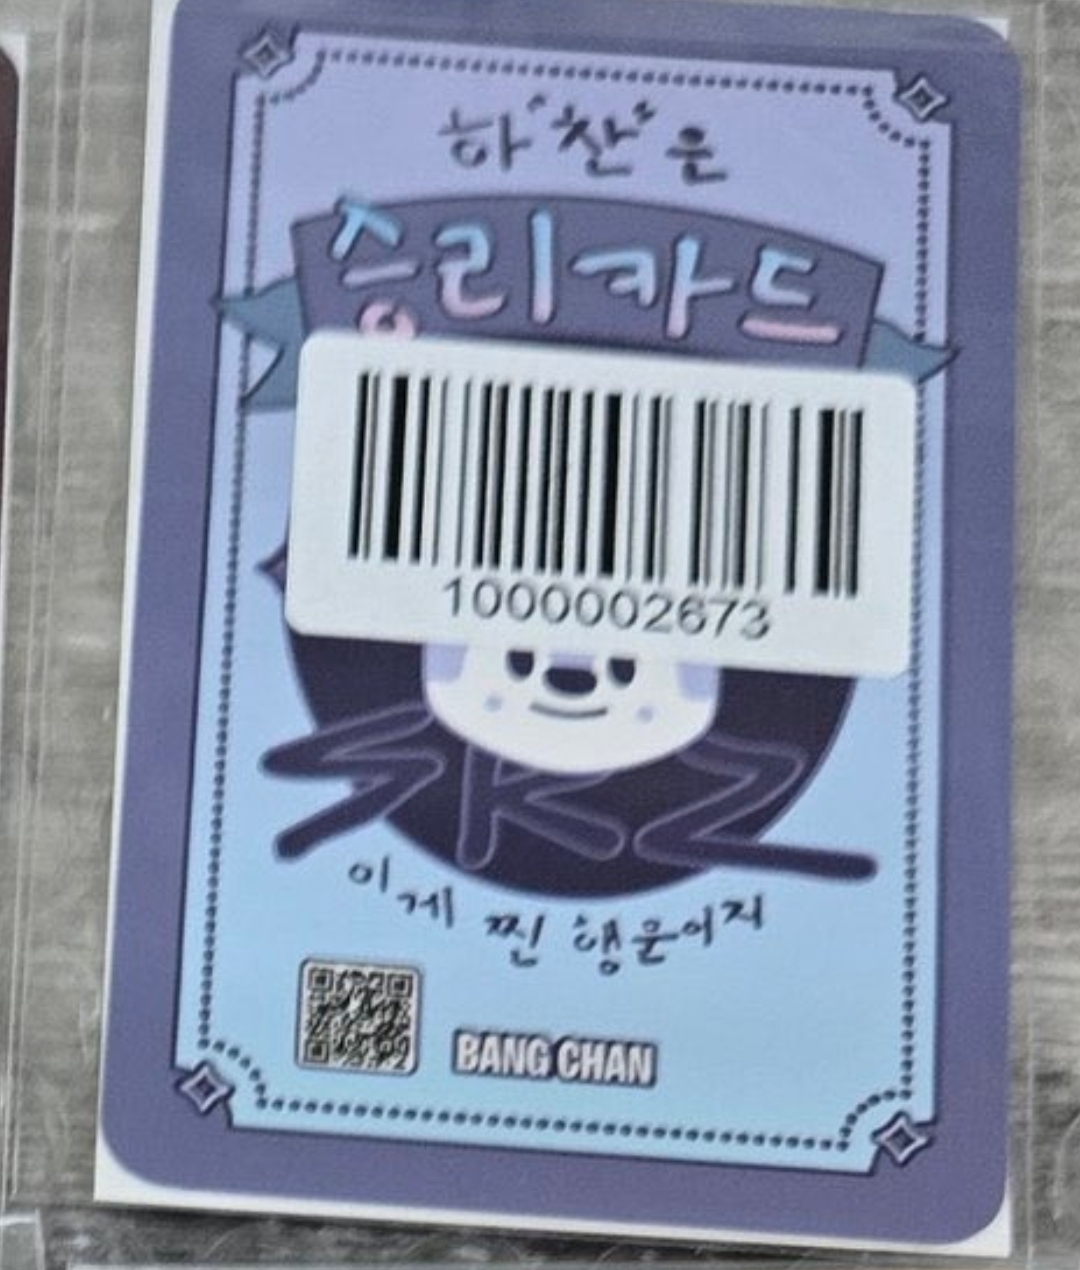 하"찬"은
승리카드
1000002673
SKZ
이게 찐 행운이지
BANG CHAN